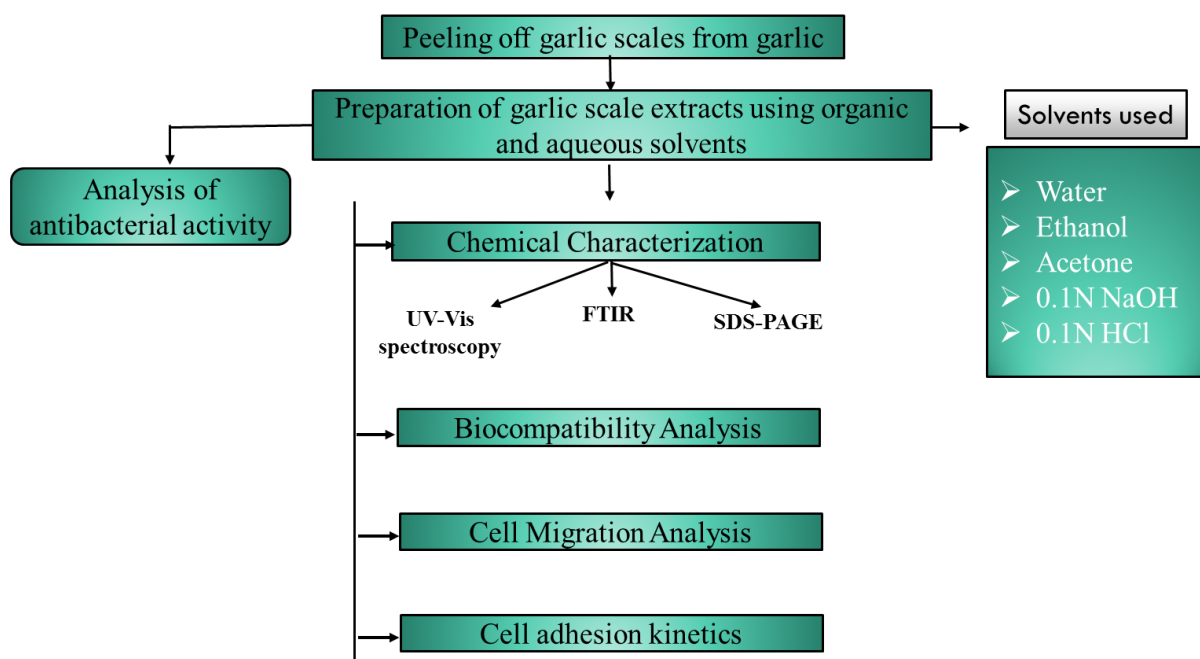 Peeling off garlic scales from garlic
Preparation of garlic scale extracts using organic
and aqueous solvents
Solvents used
Water
Ethanol
Acetone
0.1N NaOH
0.1N HCl
Analysis of
antibacterial activity
Chemical Characterization
UV-Vis
spectroscopy
FTIR
SDS-PAGE
Biocompatibility Analysis
Cell Migration Analysis
Cell adhesion kinetics